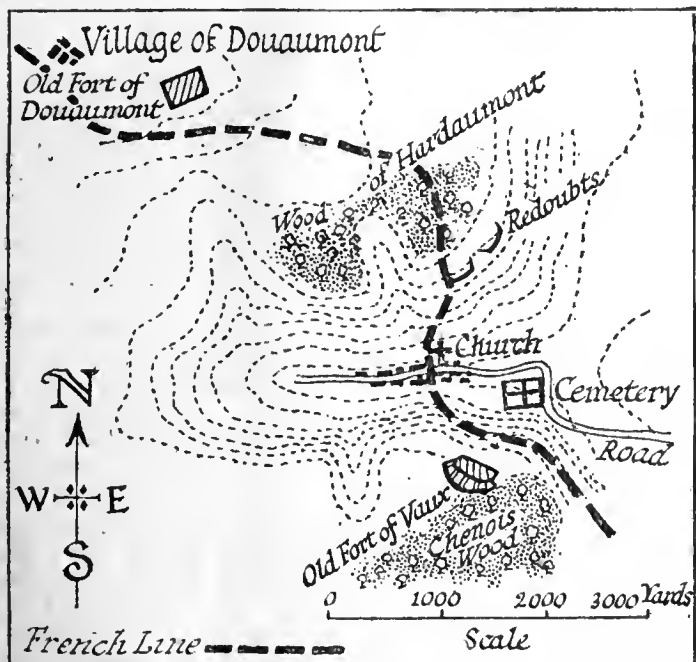 Village of Douaumont
Old Fort of
Douaumont
Wood of Hardaumont
Redoubts
Church
Cemetery
Road
N
W E
S
Old Fort of Vaux
Chenois
Wood
0 1000 2000 3000 Yards
Scale
French Line